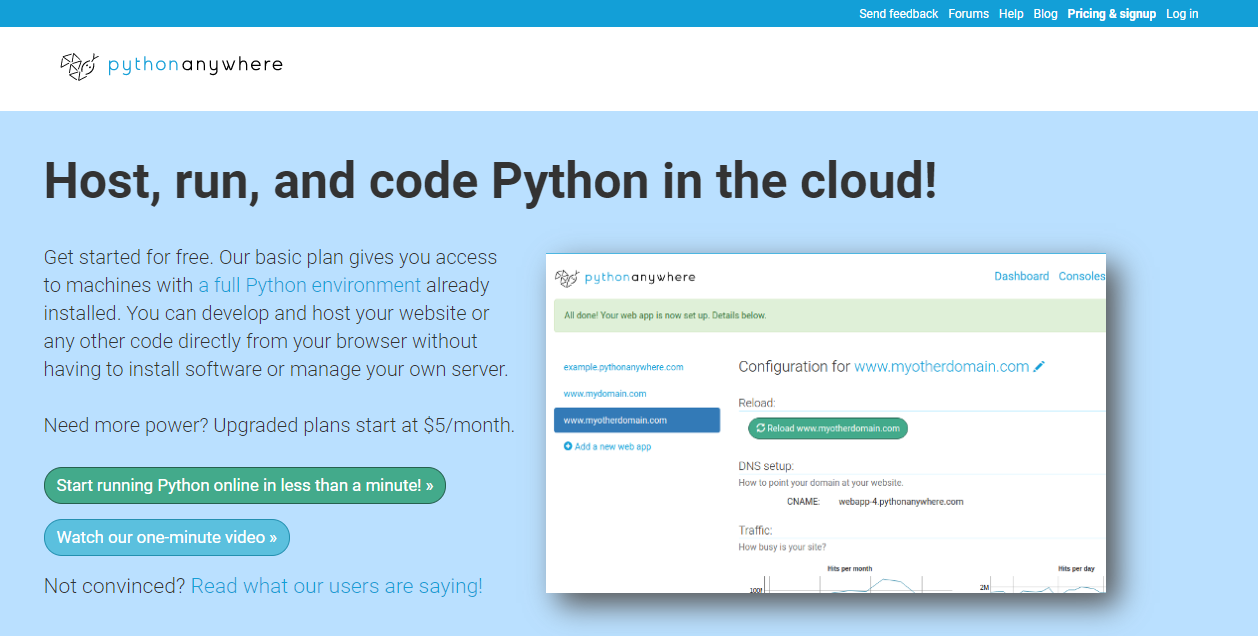 Send feedback Forums Help Blog Pricing & signup Log in
pythonanywhere
Host, run, and code Python in the cloud!
Get started for free. Our basic plan gives you access
to machines with a full Python environment already
installed. You can develop and host your website or
any other code directly from your browser without
having to install software or manage your own server.
Need more power? Upgraded plans start at $5/month.
Start running Python online in less than a minute! »
Watch our one-minute video »
Not convinced? Read what our users are saying!
pythonanywhere
Dashboard Consoles
All done! Your web app is now set up. Details below.
example.pythonanywhere.com
www.mydomain.com
www.myotherdomain.com
Add a new web app
Configuration for www.myotherdomain.com
Reload:
Reload www.myotherdomain.com
DNS setup:
How to point your domain at your website.
CNAME: webapp-4.pythonanywhere.com
Traffic:
How busy is your site?
Hits per month Hits per day
2M